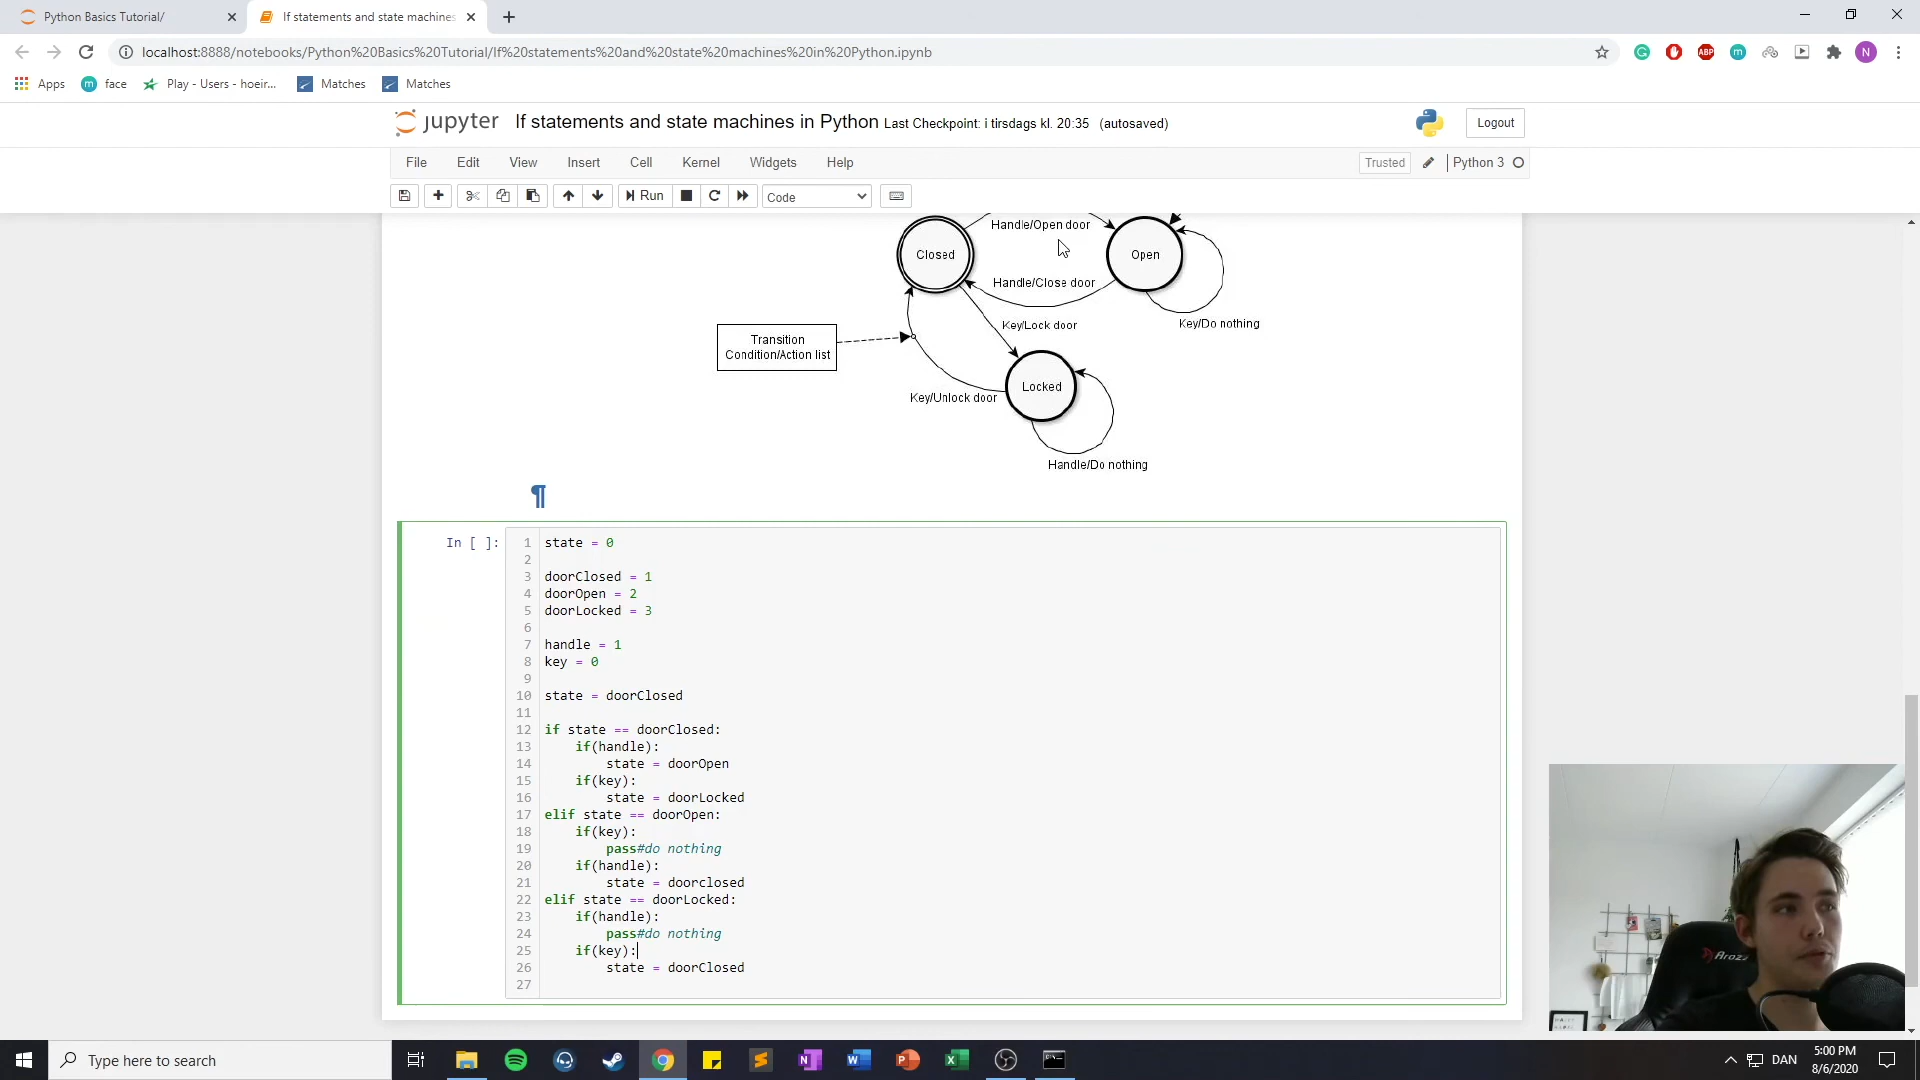 Python Basics Tutorial/
If statements and state machines
localhost:8888/notebooks/Python%20Basics%20Tutorial/If%20statements%20and%20state%20machines%20in%20Python.ipynb
ABP
N
Apps
face
Play - Users - hoeir...
Matches
Matches
jupyter If statements and state machines in Python Last Checkpoint: i tirsdags kl. 20:35 (autosaved)
Logout
File Edit View Insert Cell Kernel Widgets Help
Trusted
Python 3
Run
Code
Handle/Open door
Closed
Open
Handle/Close door
Key/Lock door
Key/Do nothing
Transition
Condition/Action list
Locked
Key/Unlock door
Handle/Do nothing
¶
In [ ]:
1 state = 0
2
3 doorClosed = 1
4 doorOpen = 2
5 doorLocked = 3
6
7 handle = 1
8 key = 0
9
10 state = doorClosed
11
12 if state == doorClosed:
13 if(handle):
14 state = doorOpen
15 if(key):
16 state = doorLocked
17 elif state == doorOpen:
18 if(key):
19 pass#do nothing
20 if(handle):
21 state = doorclosed
22 elif state == doorLocked:
23 if(handle):
24 pass#do nothing
25 if(key):
26 state = doorClosed
27
Arozz
Type here to search
DAN
5:00 PM
8/6/2020